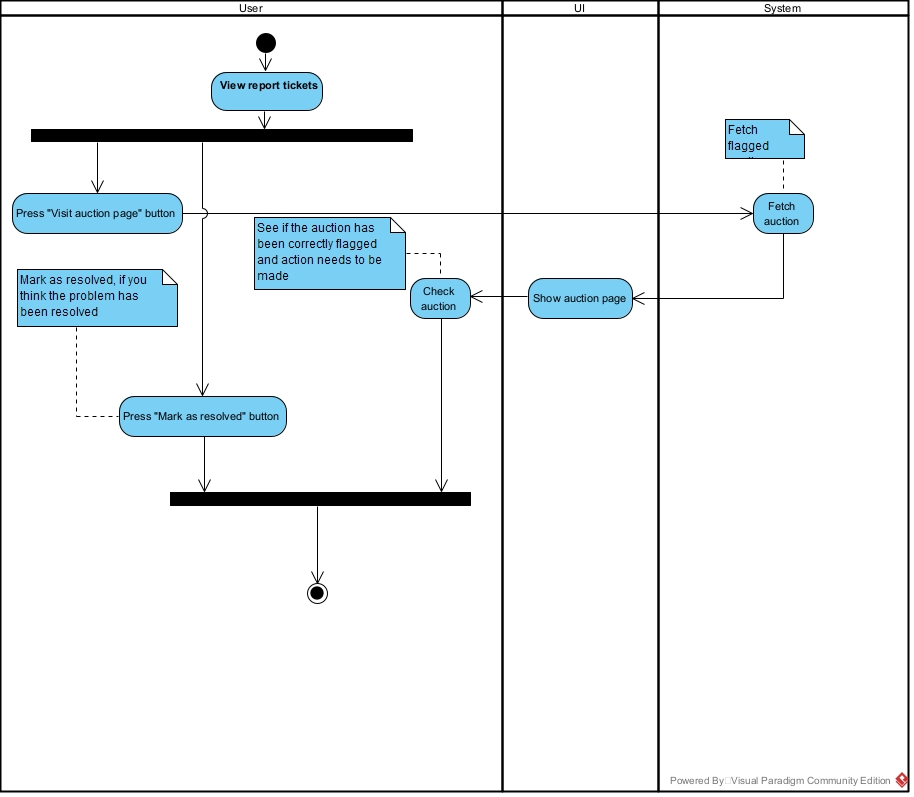 User
UI
System
View report tickets
Fetch
flagged
Press "Visit auction page" button
Fetch
auction
See if the auction has
been correctly flagged
and action needs to be
made
Mark as resolved, if you
think the problem has
been resolved
Check
auction
Show auction page
Press "Mark as resolved" button
Powered By Visual Paradigm Community Edition